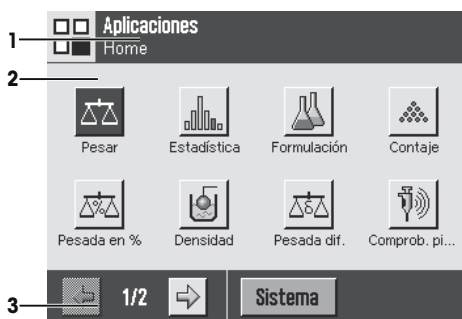 Aplicaciones
1
Home
2
Pesar Estadística Formulación Contaje
Pesada en % Densidad Pesada dif. Comprob. pi...
3
1/2 Sistema